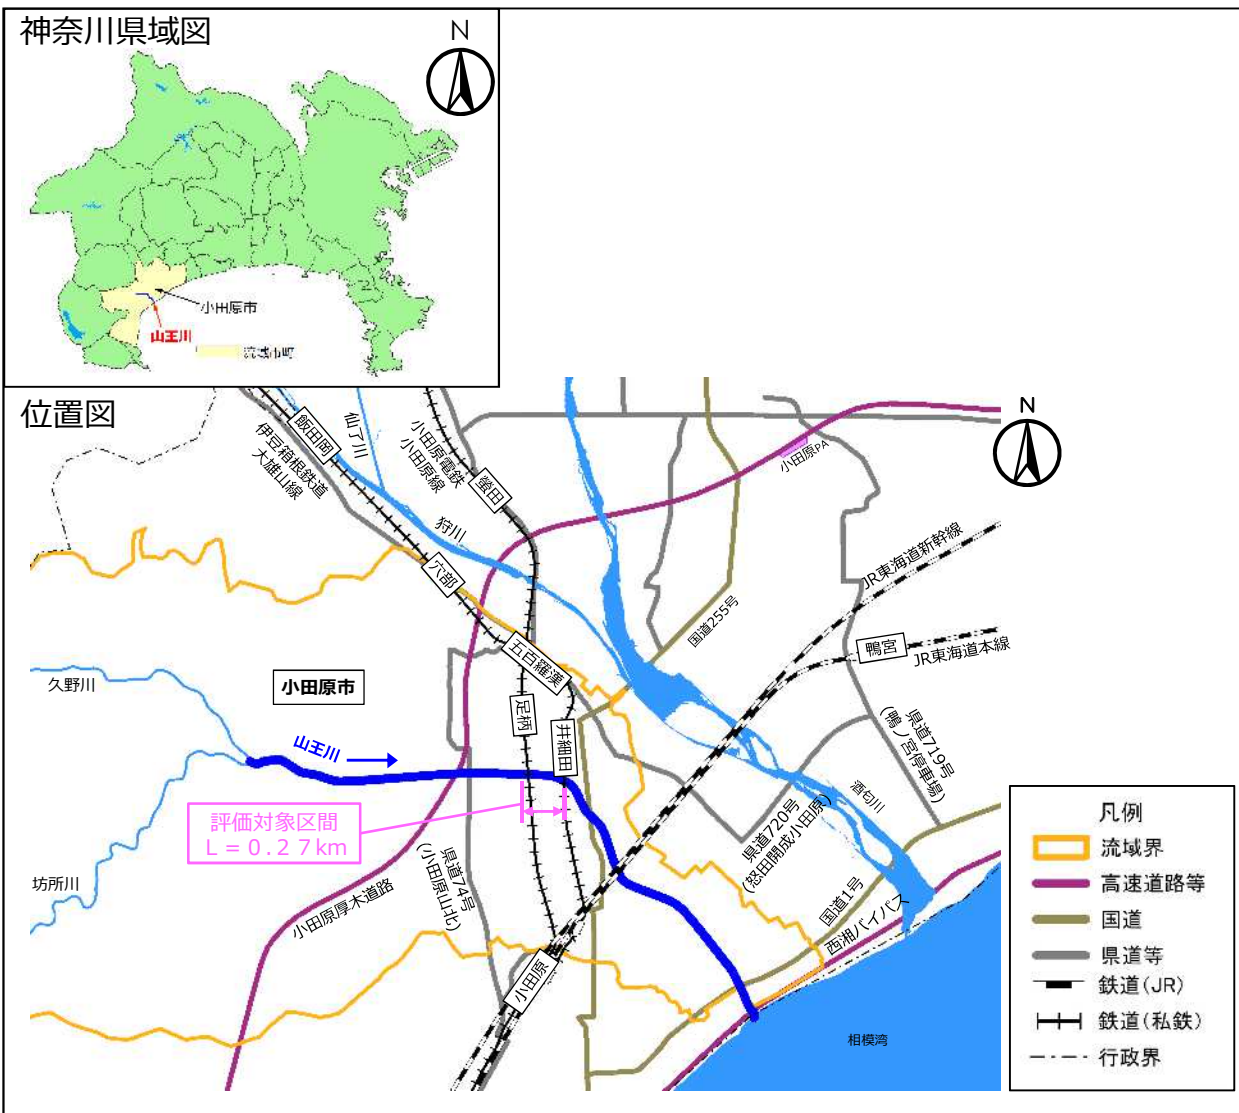 神奈川県域図
N
小田原市
山王川
流域市町
位置図
N
飯田岡
伊豆箱根鉄道
大雄山線
仙了川
小田原電鉄
小田原線
螢田
狩川
穴部
五百羅漢
足柄
井細田
小田原PA
国道255号
JR東海道新幹線
鴨宮
JR東海道本線
県道719号
(鴨ノ宮停車場)
久野川
小田原市
山王川
評価対象区間
L=0.27km
坊所川
小田原厚木道路
県道74号
(小田原山北)
小田原
県道720号
(怒田開成小田原)
酒匂川
国道1号
西湘バイパス
相模湾
凡例
流域界
高速道路等
国道
県道等
鉄道(JR)
鉄道(私鉄)
行政界